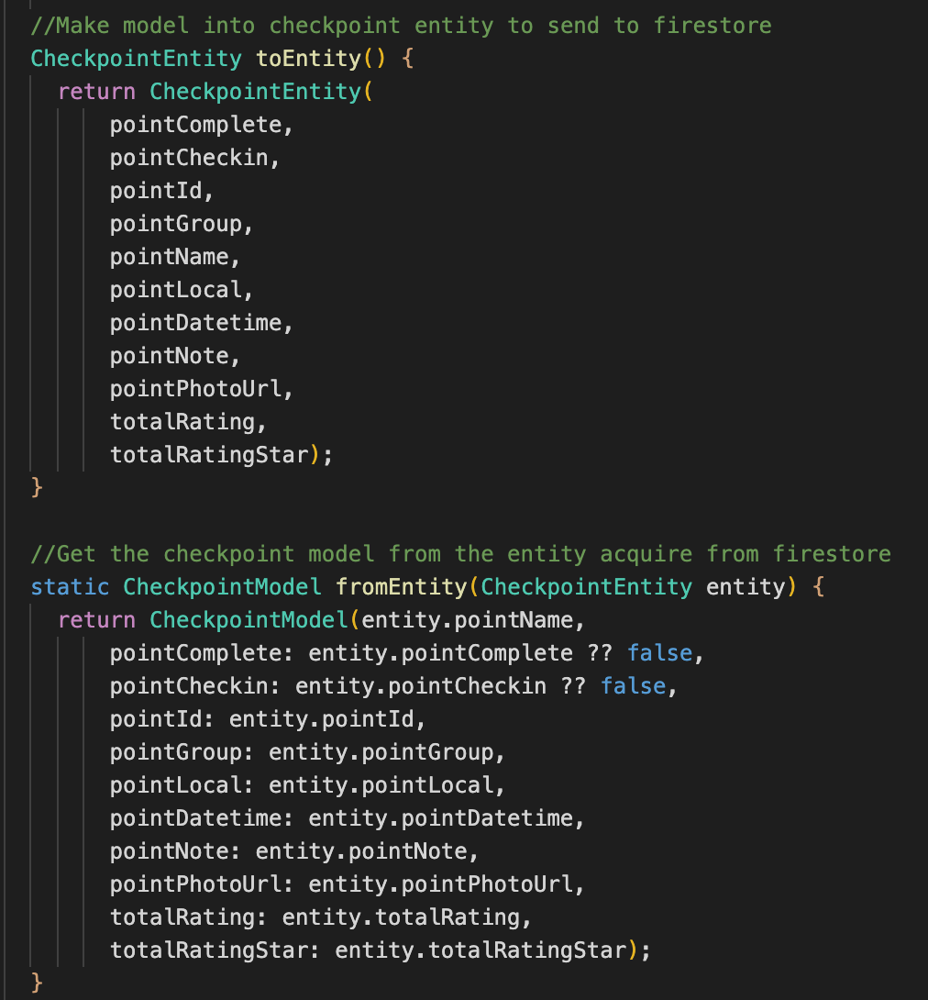 //Make model into checkpoint entity to send to firestore
CheckpointEntity toEntity() {
  return CheckpointEntity(
      pointComplete,
      pointCheckin,
      pointId,
      pointGroup,
      pointName,
      pointLocal,
      pointDatetime,
      pointNote,
      pointPhotoUrl,
      totalRating,
      totalRatingStar);
}

//Get the checkpoint model from the entity acquire from firestore
static CheckpointModel fromEntity(CheckpointEntity entity) {
  return CheckpointModel(entity.pointName,
      pointComplete: entity.pointComplete ?? false,
      pointCheckin: entity.pointCheckin ?? false,
      pointId: entity.pointId,
      pointGroup: entity.pointGroup,
      pointLocal: entity.pointLocal,
      pointDatetime: entity.pointDatetime,
      pointNote: entity.pointNote,
      pointPhotoUrl: entity.pointPhotoUrl,
      totalRating: entity.totalRating,
      totalRatingStar: entity.totalRatingStar);
}